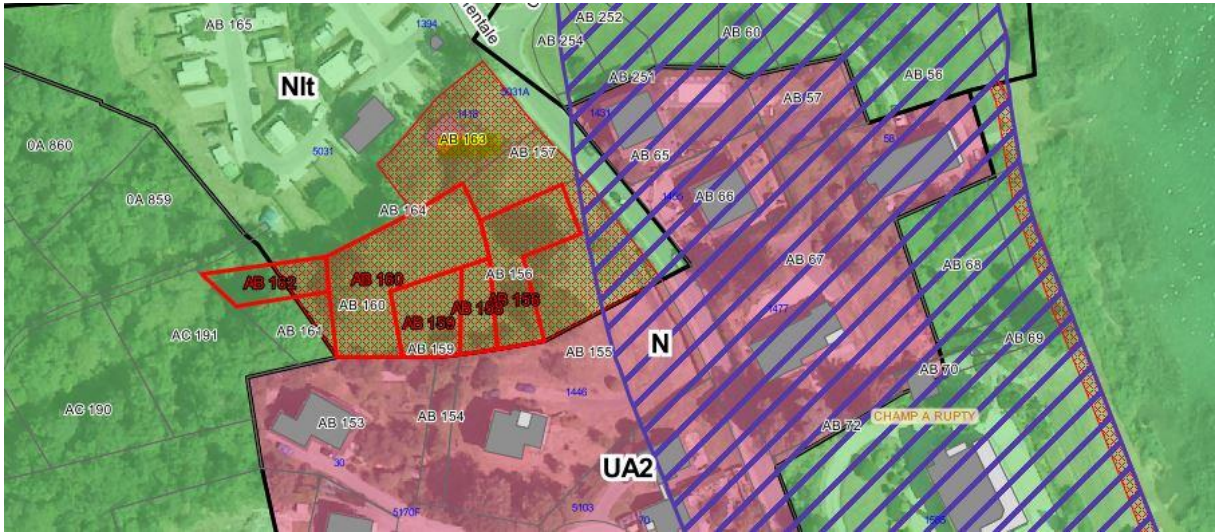 AB 165
1394
rentale
AB 252
AB 254
AB 60
AB 251
AB 56
Nlt
5031A
1418
1431
AB 57
AB 163
AB 157
0A 860
5031
AB 65
0A 859
AB 164
AB 66
AB 156
AB 67
AB 68
AB 162
AB 160
AB 160
AB 156
AB 159
1477
AC 191
AB 161
AB 159
AB 155
N
AB 69
AB 70
1446
AC 190
AB 153
AB 154
CHAMP A RUPTY
AB 72
30
UA2
5170F
5103
70